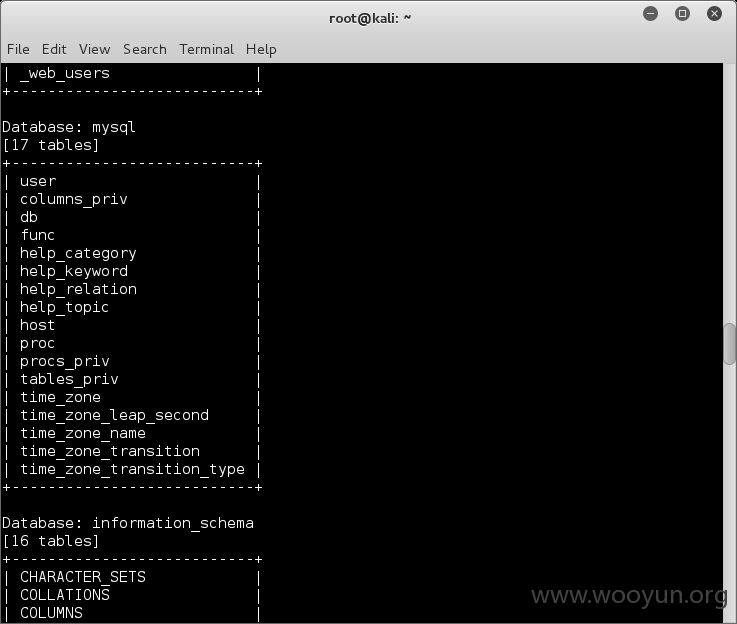 root@kali: ~
File Edit View Search Terminal Help
| _web_users |
+---------------------------+
Database: mysql
[17 tables]
+---------------------------+
| user |
| columns_priv |
| db |
| func |
| help_category |
| help_keyword |
| help_relation |
| help_topic |
| host |
| proc |
| procs_priv |
| tables_priv |
| time_zone |
| time_zone_leap_second |
| time_zone_name |
| time_zone_transition |
| time_zone_transition_type |
+---------------------------+
Database: information_schema
[16 tables]
+---------------------------+
| CHARACTER_SETS |
| COLLATIONS |
| COLUMNS |
www.wooyun.org